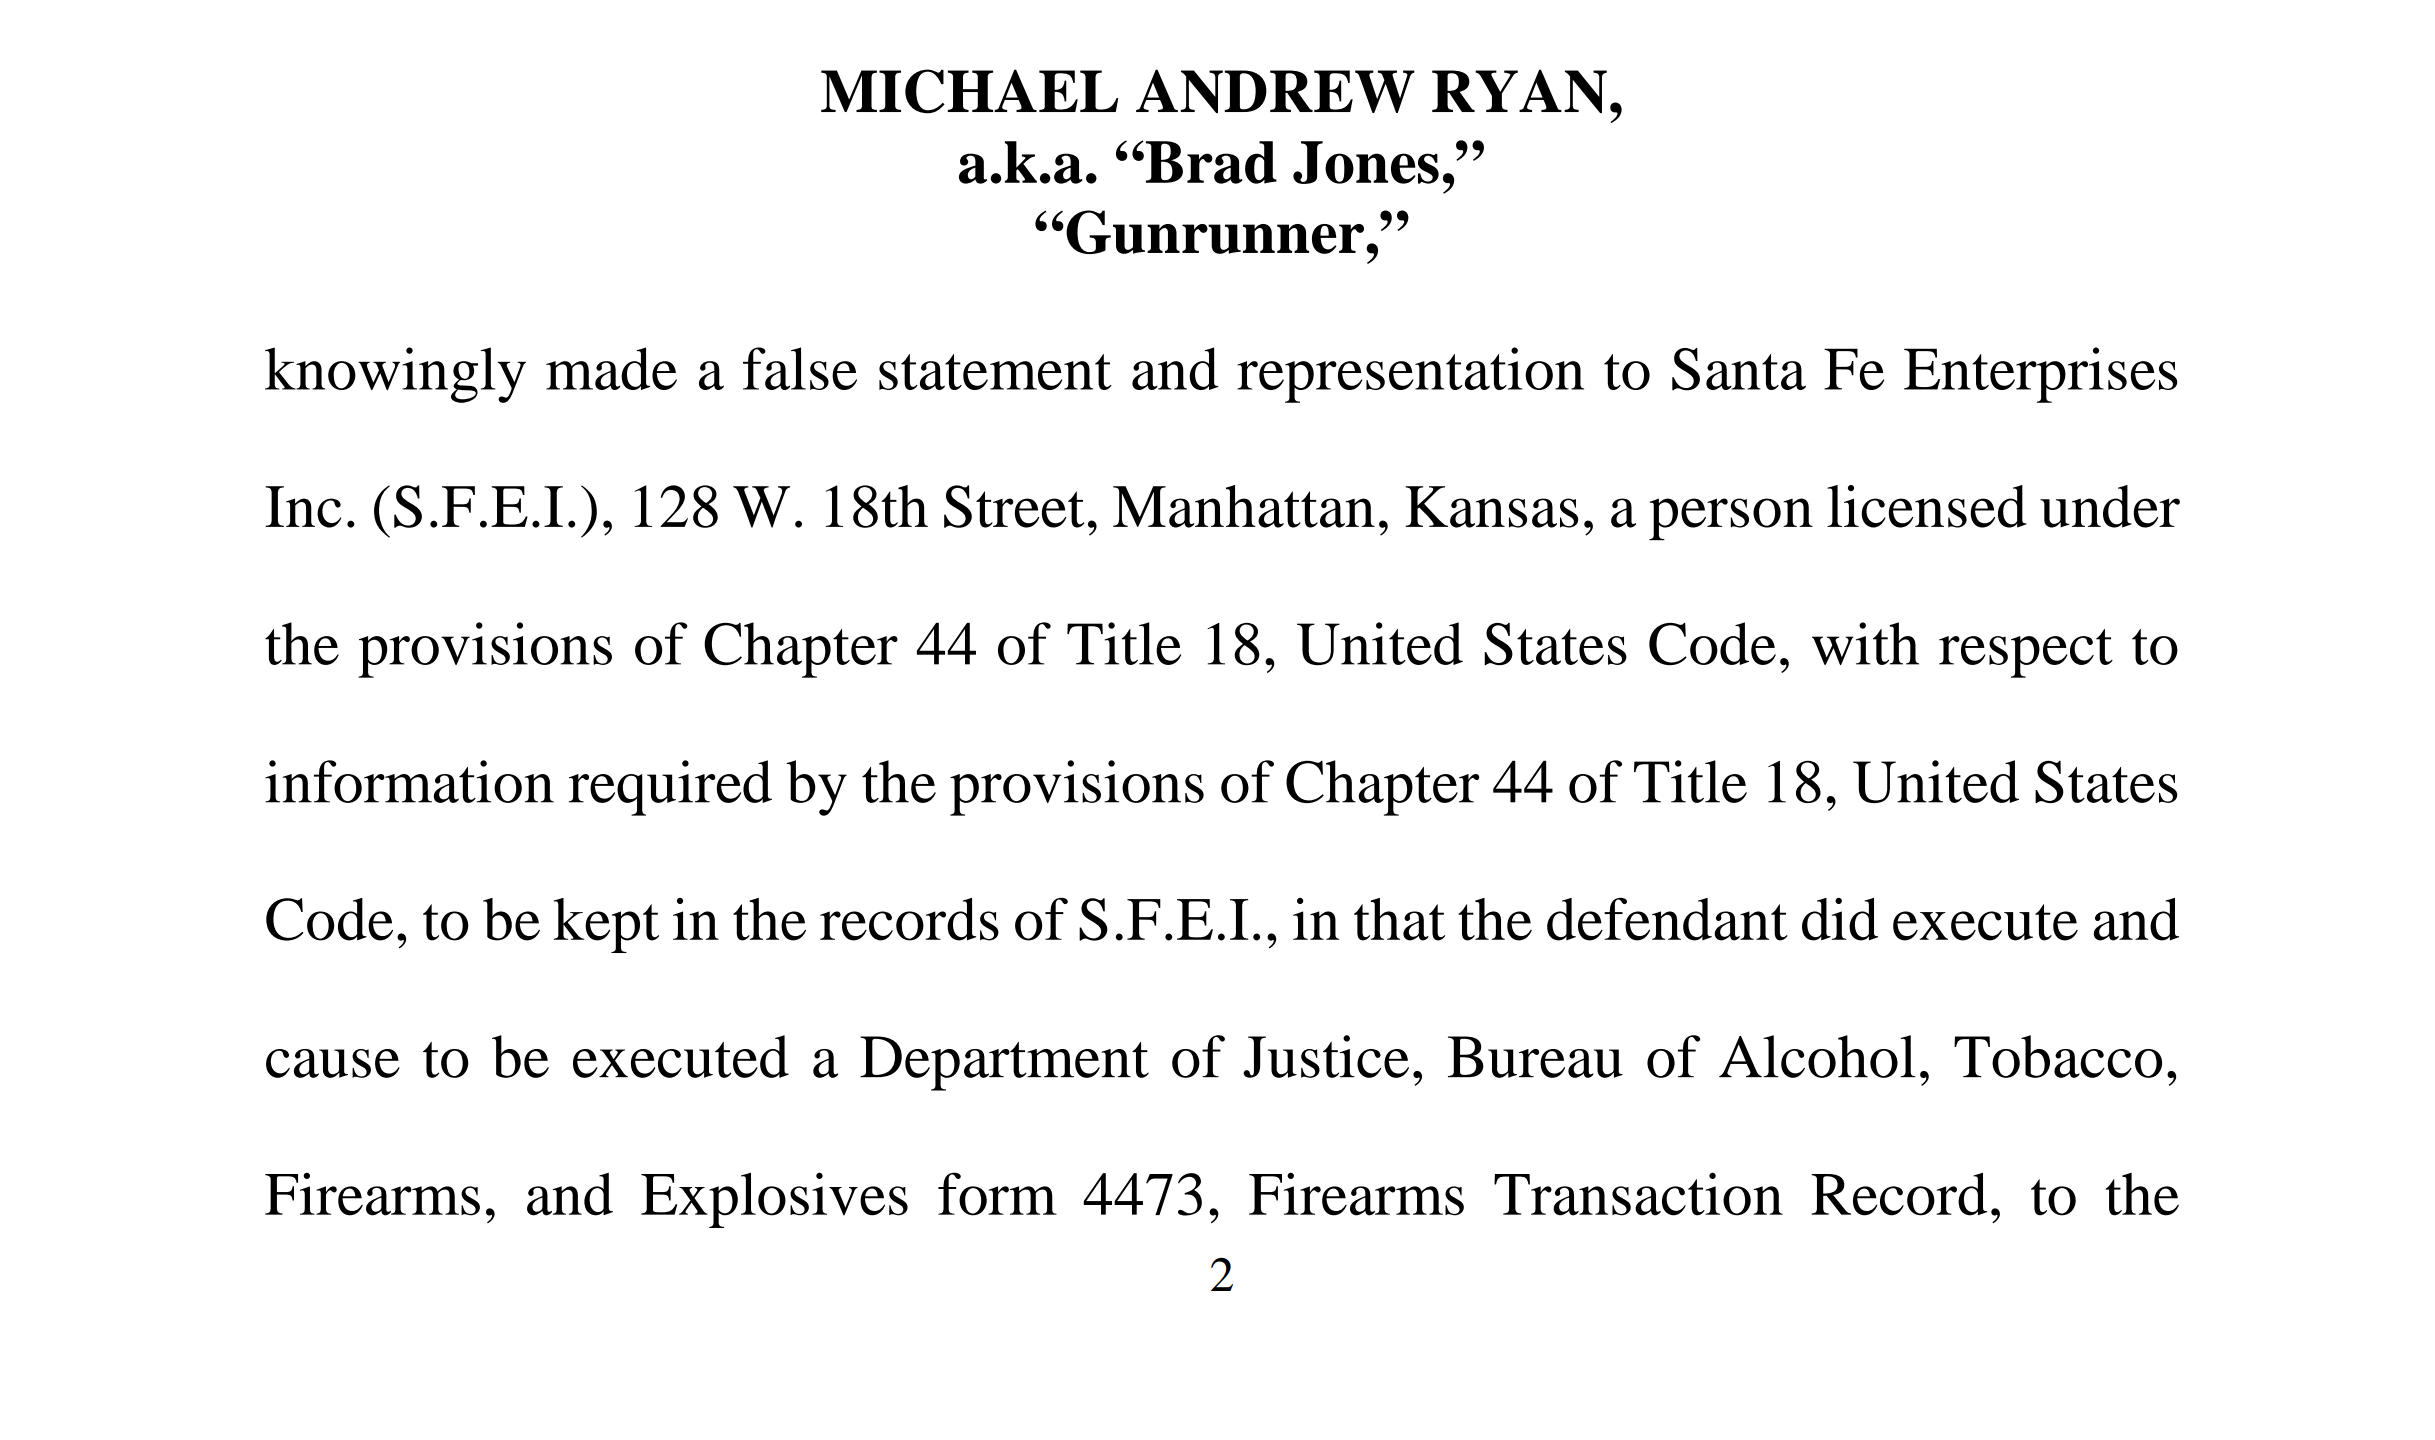 MICHAEL ANDREW RYAN,
a.k.a. “Brad Jones,”
“Gunrunner,”
knowingly made a false statement and representation to Santa Fe Enterprises
Inc. (S.F.E.I.), 128 W. 18th Street, Manhattan, Kansas, a person licensed under
the provisions of Chapter 44 of Title 18, United States Code, with respect to
information required by the provisions of Chapter 44 of Title 18, United States
Code, to be kept in the records of S.F.E.I., in that the defendant did execute and
cause to be executed a Department of Justice, Bureau of Alcohol, Tobacco,
Firearms, and Explosives form 4473, Firearms Transaction Record, to the
2